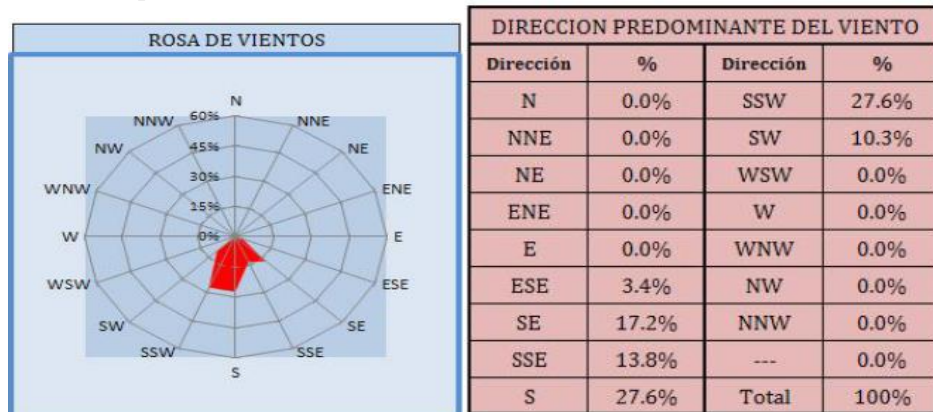 ROSA DE VIENTOS
N
NNE
NE
ENE
E
ESE
SE
SSE
S
SSW
SW
WSW
W
WNW
NW
NNW
60%
45%
30%
15%
0%
DIRECCION PREDOMINANTE DEL VIENTO
Dirección % Dirección %
N 0.0% SSW 27.6%
NNE 0.0% SW 10.3%
NE 0.0% WSW 0.0%
ENE 0.0% W 0.0%
E 0.0% WNW 0.0%
ESE 3.4% NW 0.0%
SE 17.2% NNW 0.0%
SSE 13.8% --- 0.0%
S 27.6% Total 100%